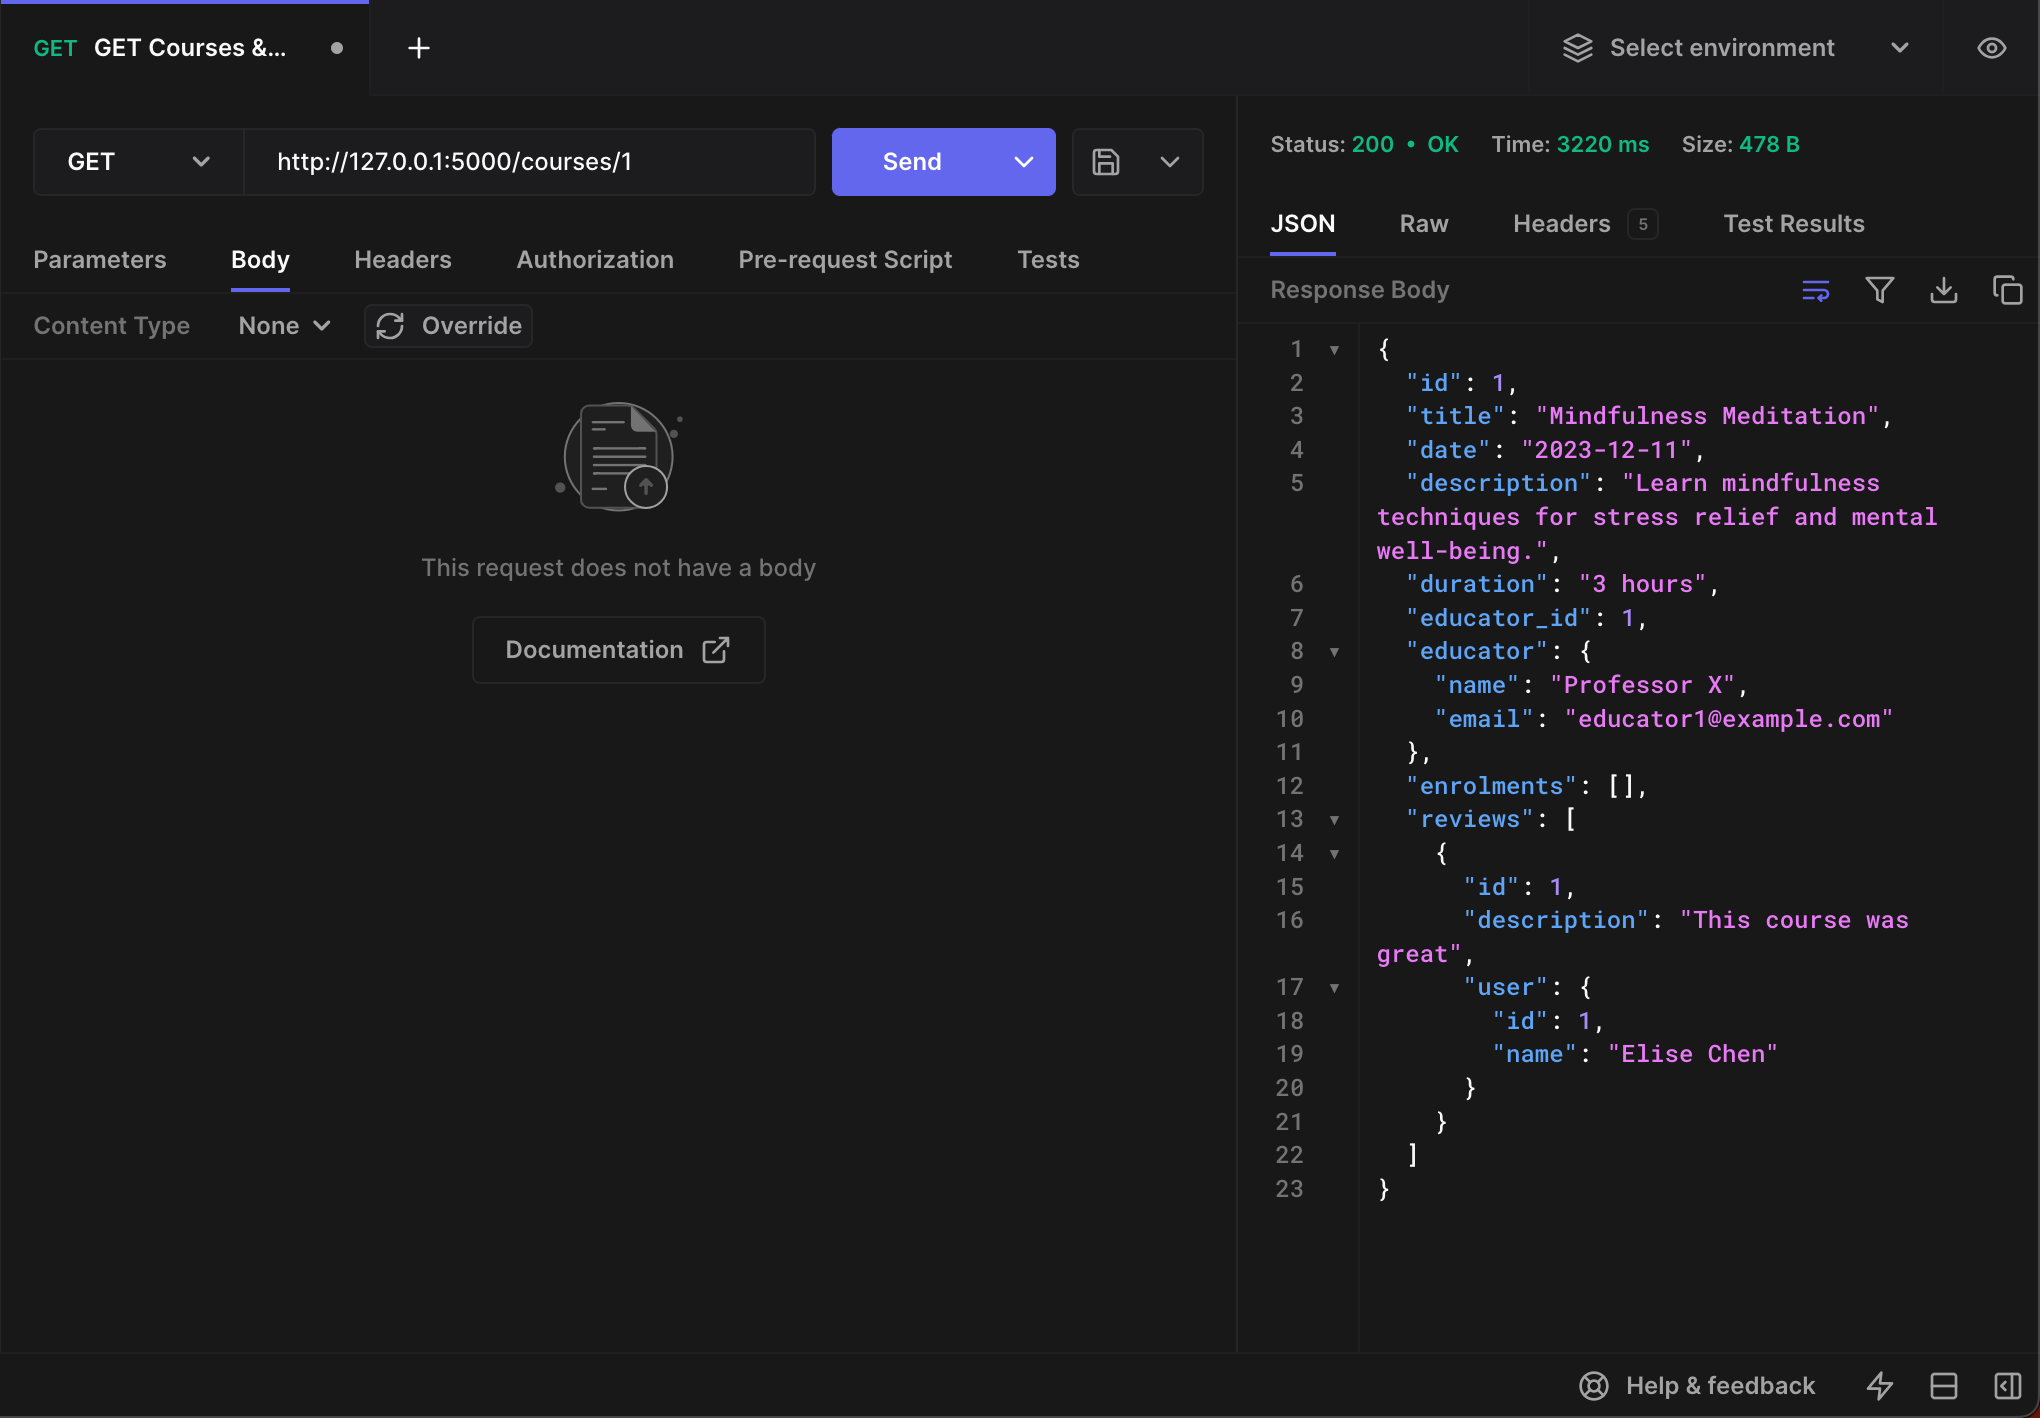 GET GET Courses &...
Select environment
GET http://127.0.0.1:5000/courses/1 Send
Parameters Body Headers Authorization Pre-request Script Tests
Content Type None Override
This request does not have a body
Documentation
Status: 200 • OK Time: 3220 ms Size: 478 B
JSON Raw Headers 5 Test Results
Response Body
1 {
2 "id": 1,
3 "title": "Mindfulness Meditation",
4 "date": "2023-12-11",
5 "description": "Learn mindfulness
techniques for stress relief and mental
well-being.",
6 "duration": "3 hours",
7 "educator_id": 1,
8 "educator": {
9 "name": "Professor X",
10 "email": "educator1@example.com"
11 },
12 "enrolments": [],
13 "reviews": [
14 {
15 "id": 1,
16 "description": "This course was
great",
17 "user": {
18 "id": 1,
19 "name": "Elise Chen"
20 }
21 }
22 ]
23 }
Help & feedback